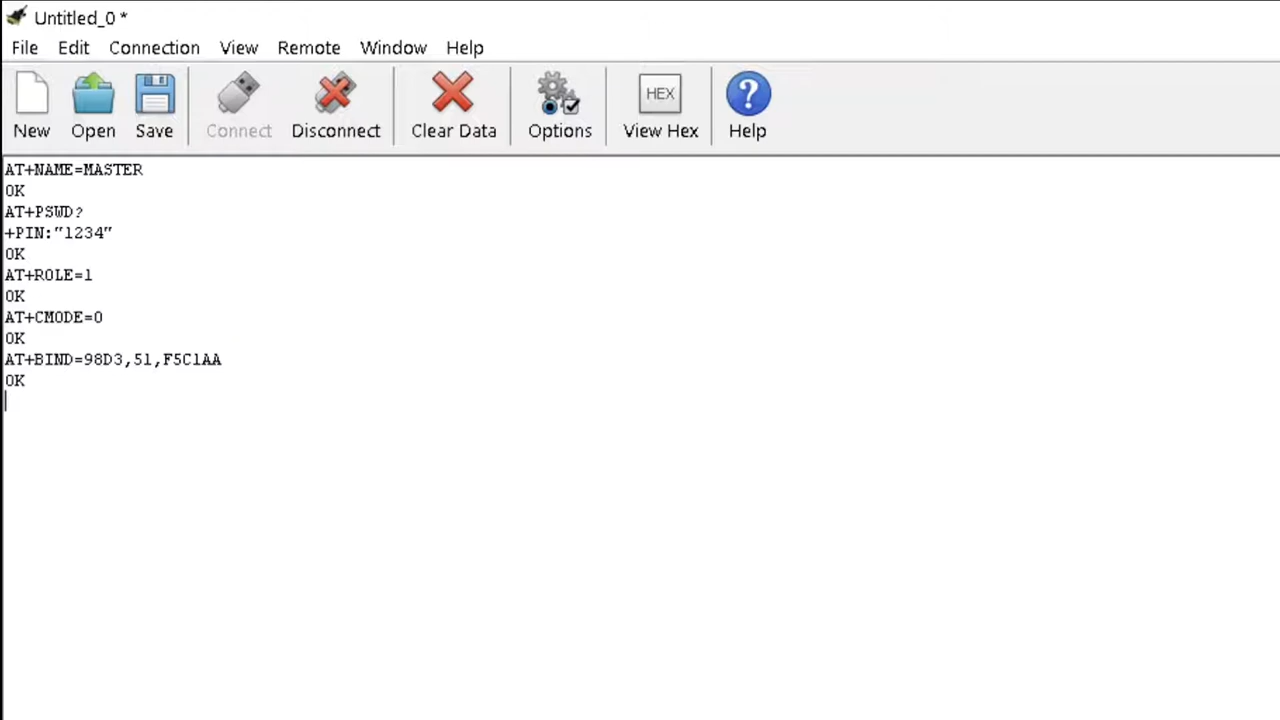 Untitled_0 *
File Edit Connection View Remote Window Help
HEX ?
New Open Save Connect Disconnect Clear Data Options View Hex Help
AT+NAME=MASTER
OK
AT+PSWD?
+PIN:"1234"
OK
AT+ROLE=1
OK
AT+CMODE=0
OK
AT+BIND=98D3,51,F5C1AA
OK